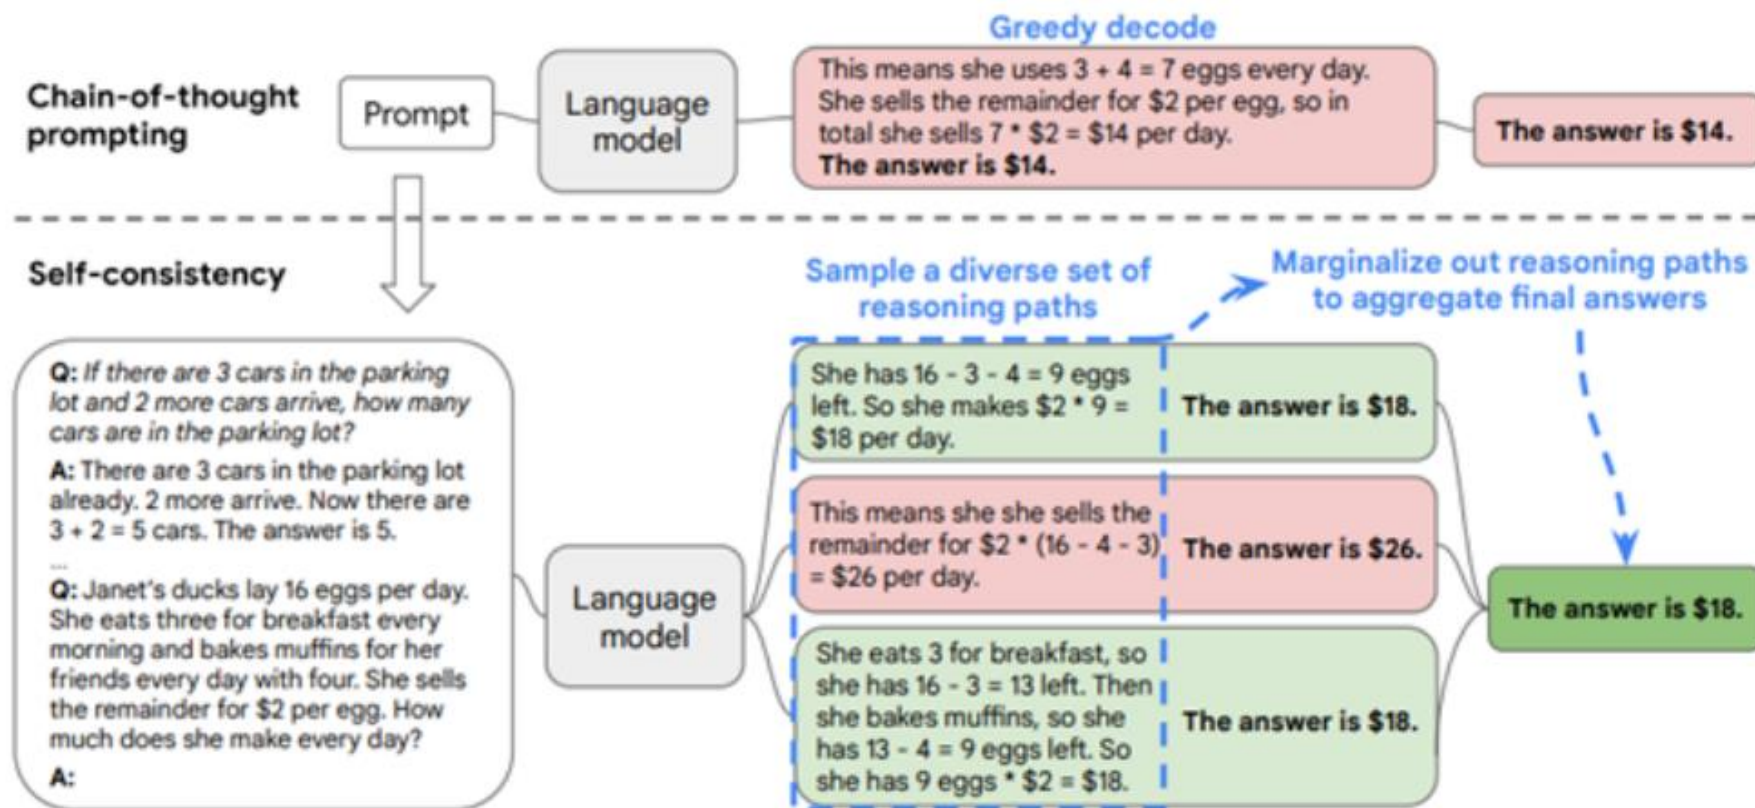 Greedy decode
Chain-of-thought
prompting
Prompt
Language
model
This means she uses 3 + 4 = 7 eggs every day.
She sells the remainder for $2 per egg, so in
total she sells 7 * $2 = $14 per day.
The answer is $14.
The answer is $14.
Self-consistency
Sample a diverse set of
reasoning paths
Marginalize out reasoning paths
to aggregate final answers
Q: If there are 3 cars in the parking
lot and 2 more cars arrive, how many
cars are in the parking lot?
A: There are 3 cars in the parking lot
already. 2 more arrive. Now there are
3 + 2 = 5 cars. The answer is 5.
...
Q: Janet's ducks lay 16 eggs per day.
She eats three for breakfast every
morning and bakes muffins for her
friends every day with four. She sells
the remainder for $2 per egg. How
much does she make every day?
A:
Language
model
She has 16 - 3 - 4 = 9 eggs
left. So she makes $2 * 9 =
$18 per day.
The answer is $18.
This means she she sells the
remainder for $2 * (16 - 4 - 3)
= $26 per day.
The answer is $26.
She eats 3 for breakfast, so
she has 16 - 3 = 13 left. Then
she bakes muffins, so she
has 13 - 4 = 9 eggs left. So
she has 9 eggs * $2 = $18.
The answer is $18.
The answer is $18.